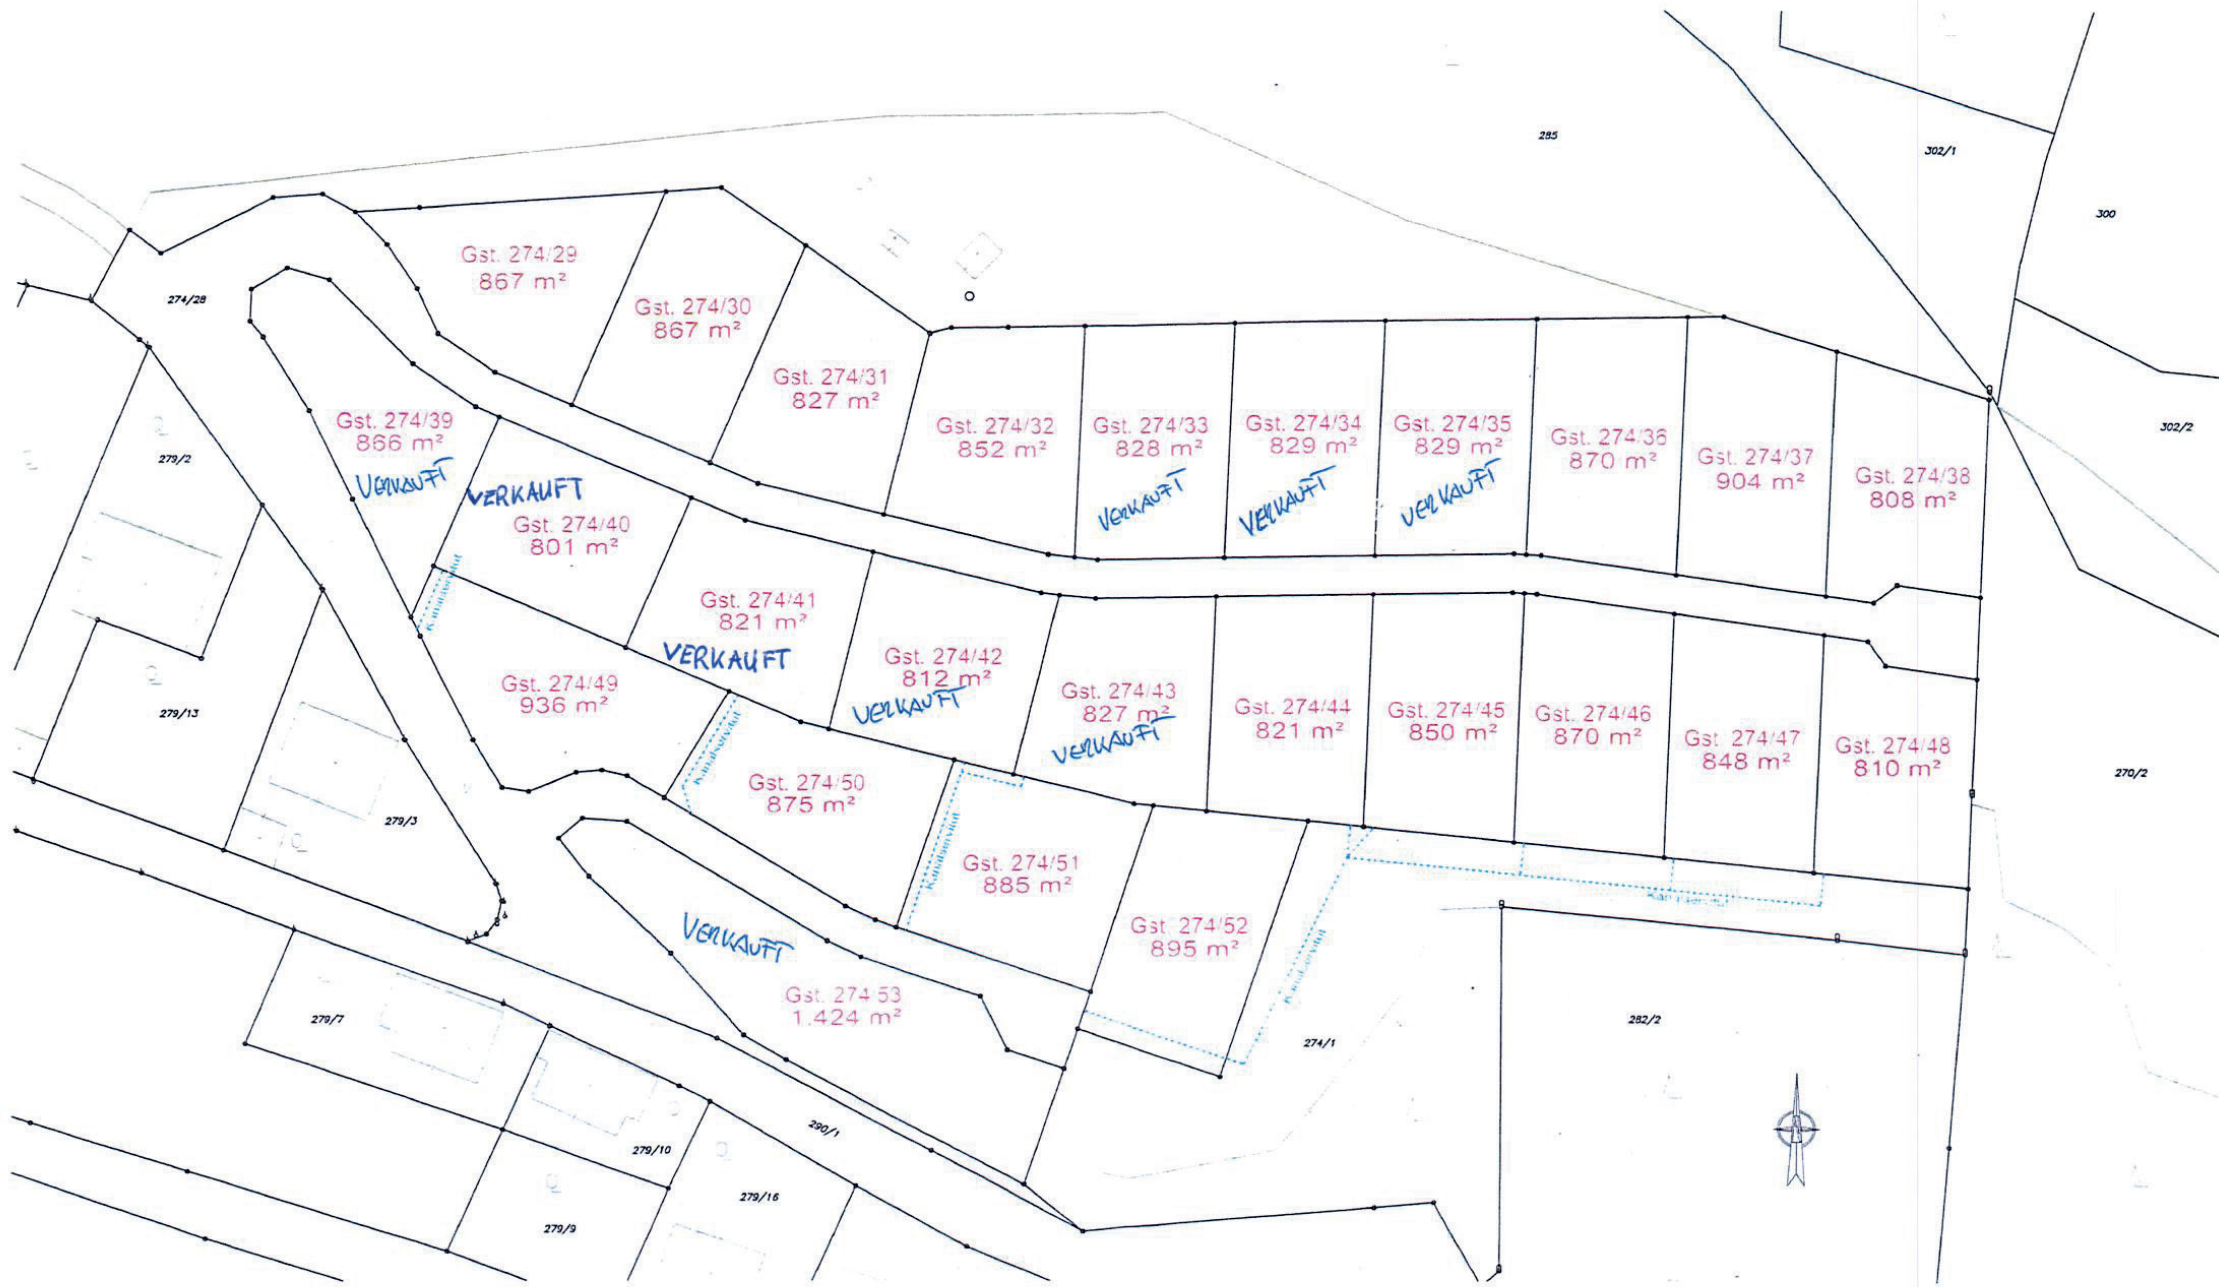 285
302/1
300
Gst. 274/29
867 m²
274/28
Gst. 274/30
867 m²
Gst. 274/31
827 m²
Gst. 274/32
852 m²
Gst. 274/33
828 m²
VERKAUFT
Gst. 274/34
829 m²
VERKAUFT
Gst. 274/35
829 m²
VERKAUFT
Gst. 274/36
870 m²
Gst. 274/37
904 m²
Gst. 274/38
808 m²
302/2
Gst. 274/39
866 m²
VERKAUFT
279/2
VERKAUFT
Gst. 274/40
801 m²
Kanalservitut
Gst. 274/41
821 m²
VERKAUFT
Gst. 274/42
812 m²
VERKAUFT
Gst. 274/43
827 m²
VERKAUFT
Gst. 274/44
821 m²
Gst. 274/45
850 m²
Gst. 274/46
870 m²
Gst 274/47
848 m²
Gst. 274/48
810 m²
270/2
279/13
Gst. 274/49
936 m²
Kanalservitut
Gst. 274/50
875 m²
279/3
Kanalservitut
Gst. 274/51
885 m²
Gst 274/52
895 m²
Kanalservitut
VERKAUFT
Gst. 274 53
1.424 m²
279/7
274/1
282/2
290/1
279/10
279/16
279/9